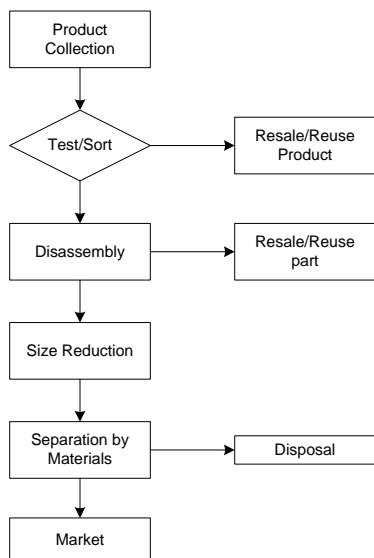 Product
Collection
Test/Sort
Resale/Reuse
Product
Disassembly
Resale/Reuse
part
Size Reduction
Separation by
Materials
Disposal
Market